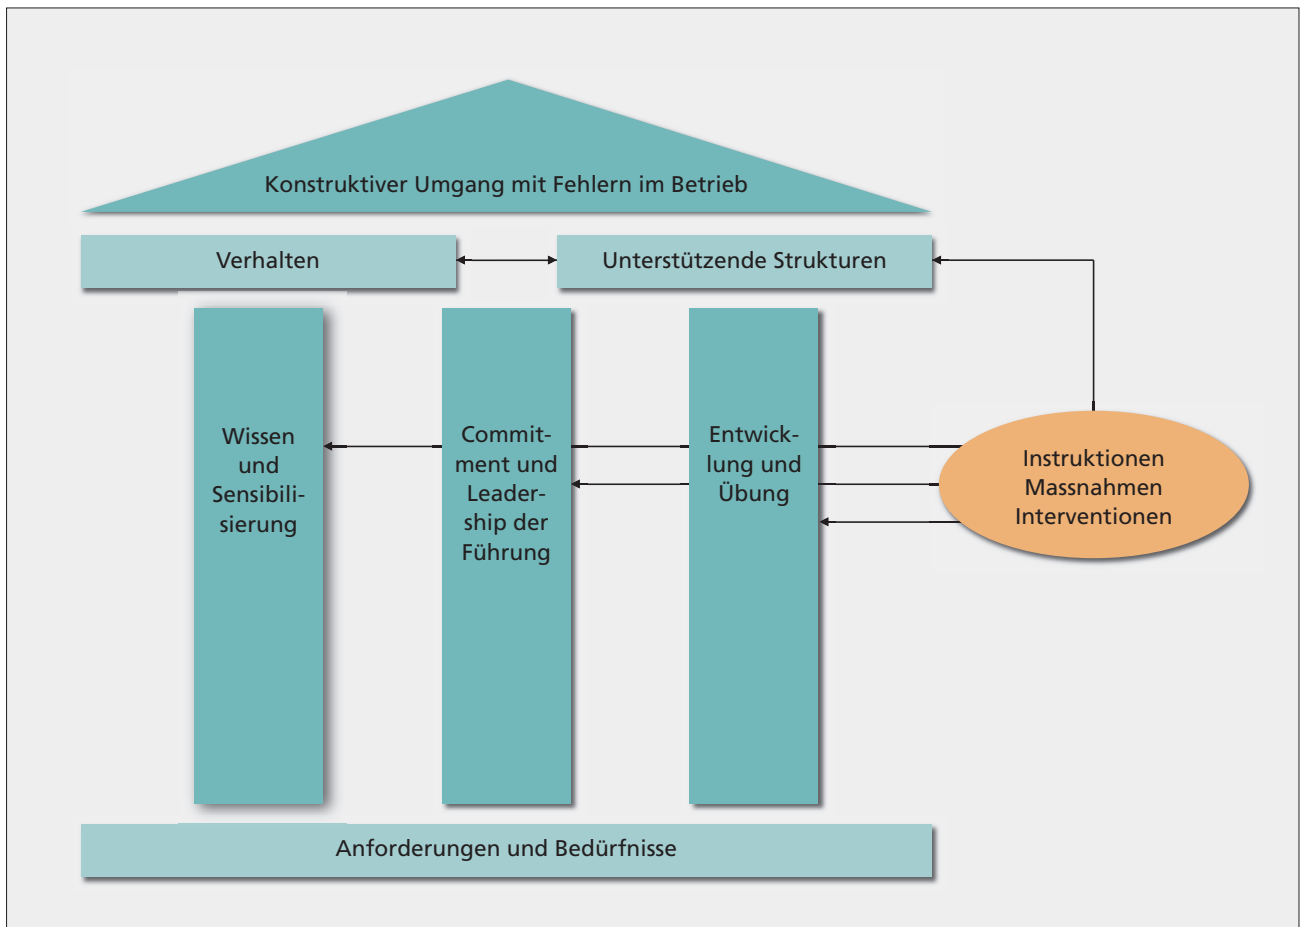 Konstruktiver Umgang mit Fehlern im Betrieb
Verhalten
Unterstützende Strukturen
Wissen
und
Sensibili-
sierung
Commit-
ment und
Leader-
ship der
Führung
Entwick-
lung und
Übung
Instruktionen
Massnahmen
Interventionen
Anforderungen und Bedürfnisse